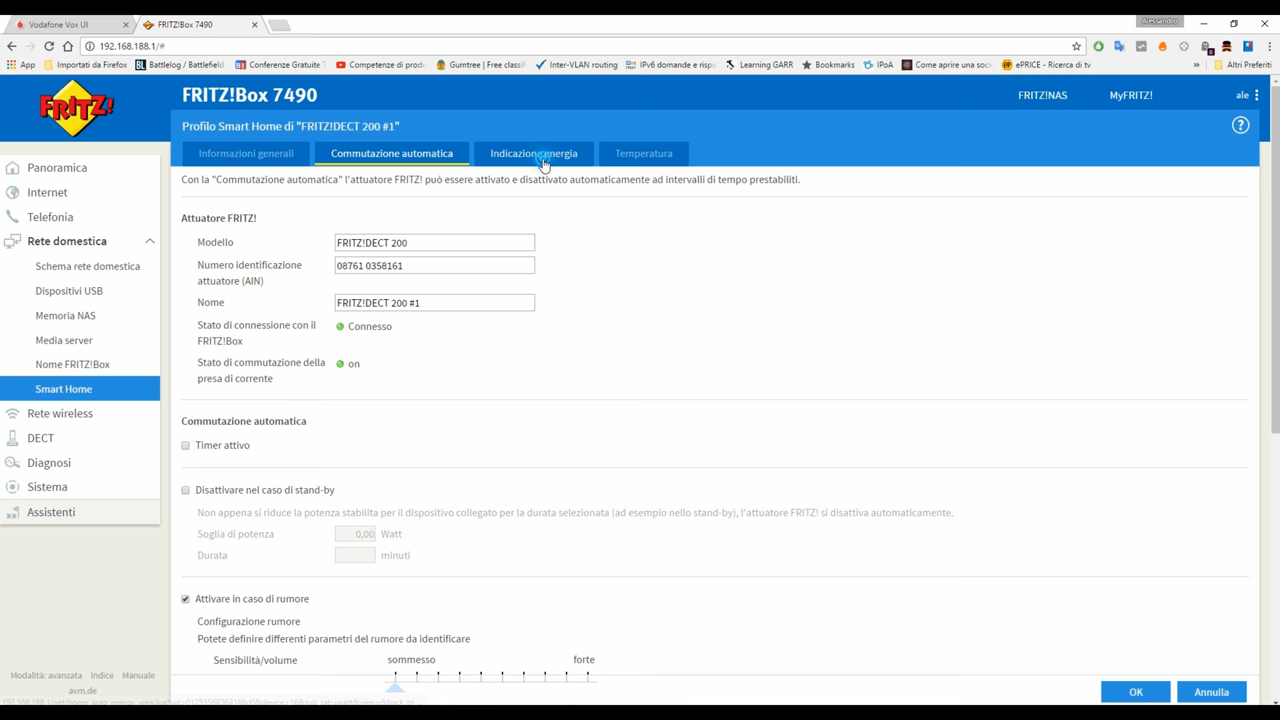 Alessandro
Vodafone Vox UI
FRITZ!Box 7490
192.168.188.1/#
App
Importati da Firefox
Battlelog / Battlefield
Conferenze Gratuite T
Competenze di produ
Gumtree | Free classif
Inter-VLAN routing
IPv6 domande e rispo
Learning GARR
Bookmarks
IPoA
Come aprire una soci
ePRICE - Ricerca di tv
»
Altri Preferiti
FRITZ!
FRITZ!Box 7490
FRITZ!NAS
MyFRITZ!
ale
Profilo Smart Home di "FRITZ!DECT 200 #1"
?
Informazioni generali
Commutazione automatica
Indicazione energia
Temperatura
Panoramica
Internet
Telefonia
Rete domestica
Schema rete domestica
Dispositivi USB
Memoria NAS
Media server
Nome FRITZ!Box
Smart Home
Rete wireless
DECT
Diagnosi
Sistema
Assistenti
Modalità: avanzata Indice Manuale
avm.de
Con la "Commutazione automatica" l'attuatore FRITZ! può essere attivato e disattivato automaticamente ad intervalli di tempo prestabiliti.
Attuatore FRITZ!
Modello
FRITZ!DECT 200
Numero identificazione
attuatore (AIN)
08761 0358161
Nome
FRITZ!DECT 200 #1
Stato di connessione con il
FRITZ!Box
Connesso
Stato di commutazione della
presa di corrente
on
Commutazione automatica
Timer attivo
Disattivare nel caso di stand-by
Non appena si riduce la potenza stabilita per il dispositivo collegato per la durata selezionata (ad esempio nello stand-by), l'attuatore FRITZ! si disattiva automaticamente.
Soglia di potenza
0,00 Watt
Durata
minuti
Attivare in caso di rumore
Configurazione rumore
Potete definire differenti parametri del rumore da identificare
Sensibilità/volume
sommesso
forte
OK
Annulla